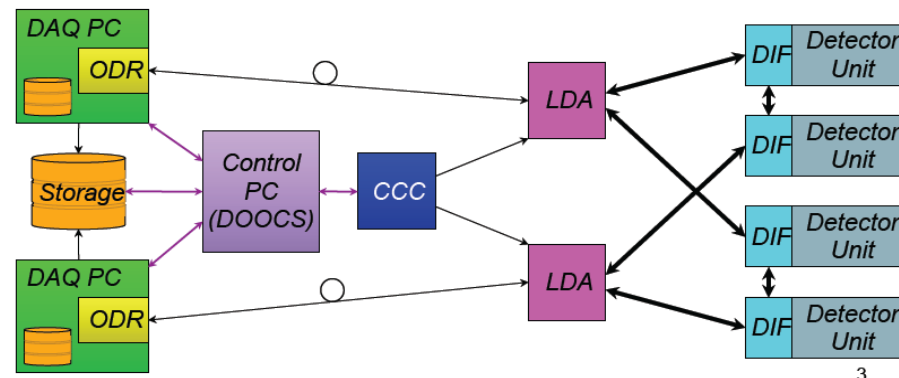 DAQ PC
ODR
Storage
DAQ PC
ODR
Control
PC
(DOOCS)
CCC
LDA
LDA
DIF
Detector
Unit
DIF
Detector
Unit
DIF
Detector
Unit
DIF
Detector
Unit
3